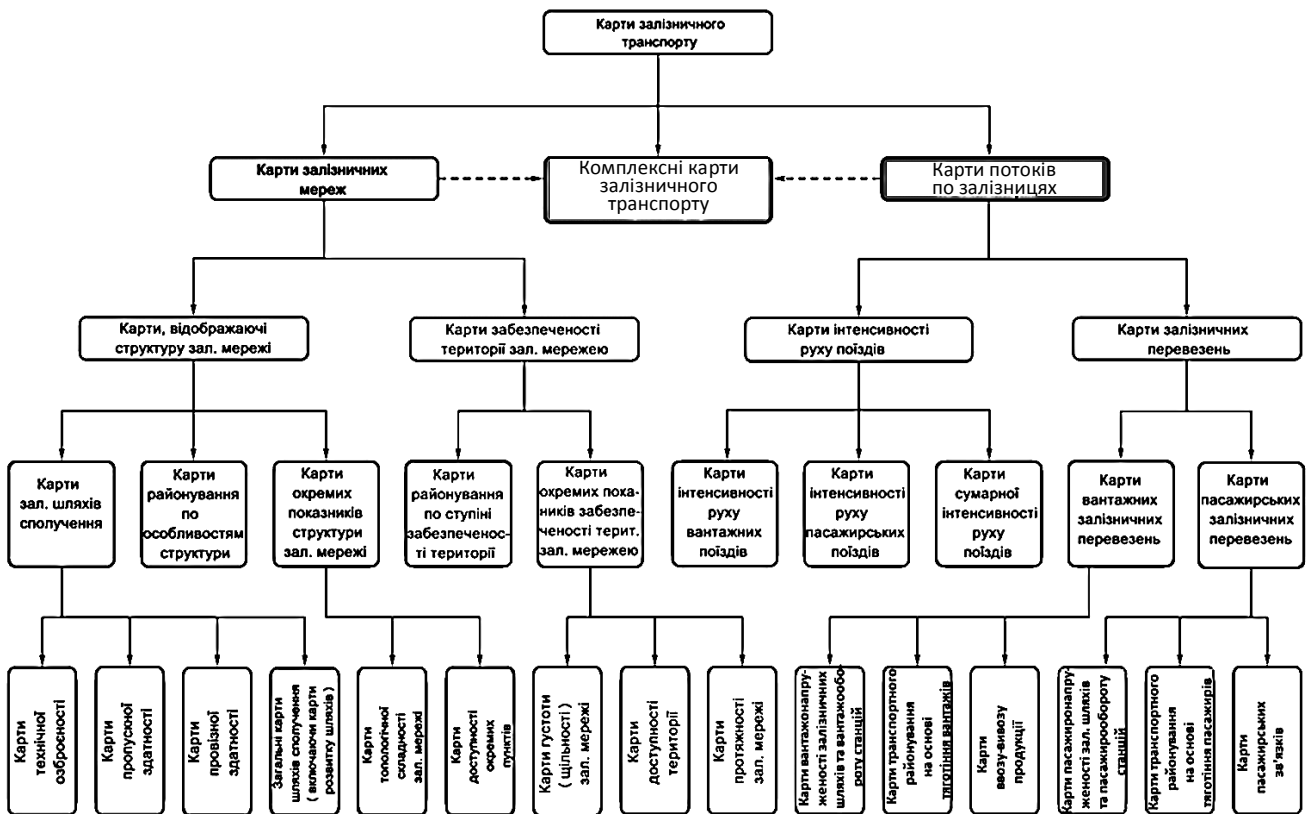 Карти залізничного
транспорту
Карти залізничних
мереж
Комплексні карти
залізничного
транспорту
Карти потоків
по залізницях
Карти, відображаючі
структуру зал. мережі
Карти забезпеченості
території зал. мережею
Карти інтенсивності
руху поїздів
Карти залізничних
перевезень
Карти
зал. шляхів
сполучення
Карти
районування
по
особливостям
структури
Карти
окремих
показників
структури
зал. мережі
Карти
районування
по ступіні
забезпеченос-
ті території
Карти
окремих пока-
ників забезпе-
ченості терит.
зал. мережею
Карти
інтенсивності
руху
вантажних
поїздів
Карти
інтенсивності
руху
пасажирських
поїздів
Карти
сумарної
інтенсивності
руху
поїздів
Карти
вантажних
залізничних
перевезень
Карти
пасажирських
залізничних
перевезень
Карти
технічної
озброєності
Карти
пропускної
здатності
Карти
провізної
здатності
Загальні карти
шляхів сполучення
( включаючи карти
розвитку шляхів )
Карти
топологічної
складності
зал. мережі
Карти
доступності
окремих
пунктів
Карти густоти
( щільності )
зал. мережі
Карти
доступності
території
Карти
протяжності
зал. мережі
Карти вантажонапру-
женості залізничних
шляхів та вантажообо-
роту станцій
Карти транспортного
районування
на основі
тяготіння вантажів
Карти
ввозу-вивозу
продукції
Карти пасажиронапру-
женості зал. шляхів
та пасажирообороту
станцій
Карти транспортного
районування
на основі
тяготіння пасажирів
Карти
пасажирських
зв'язків